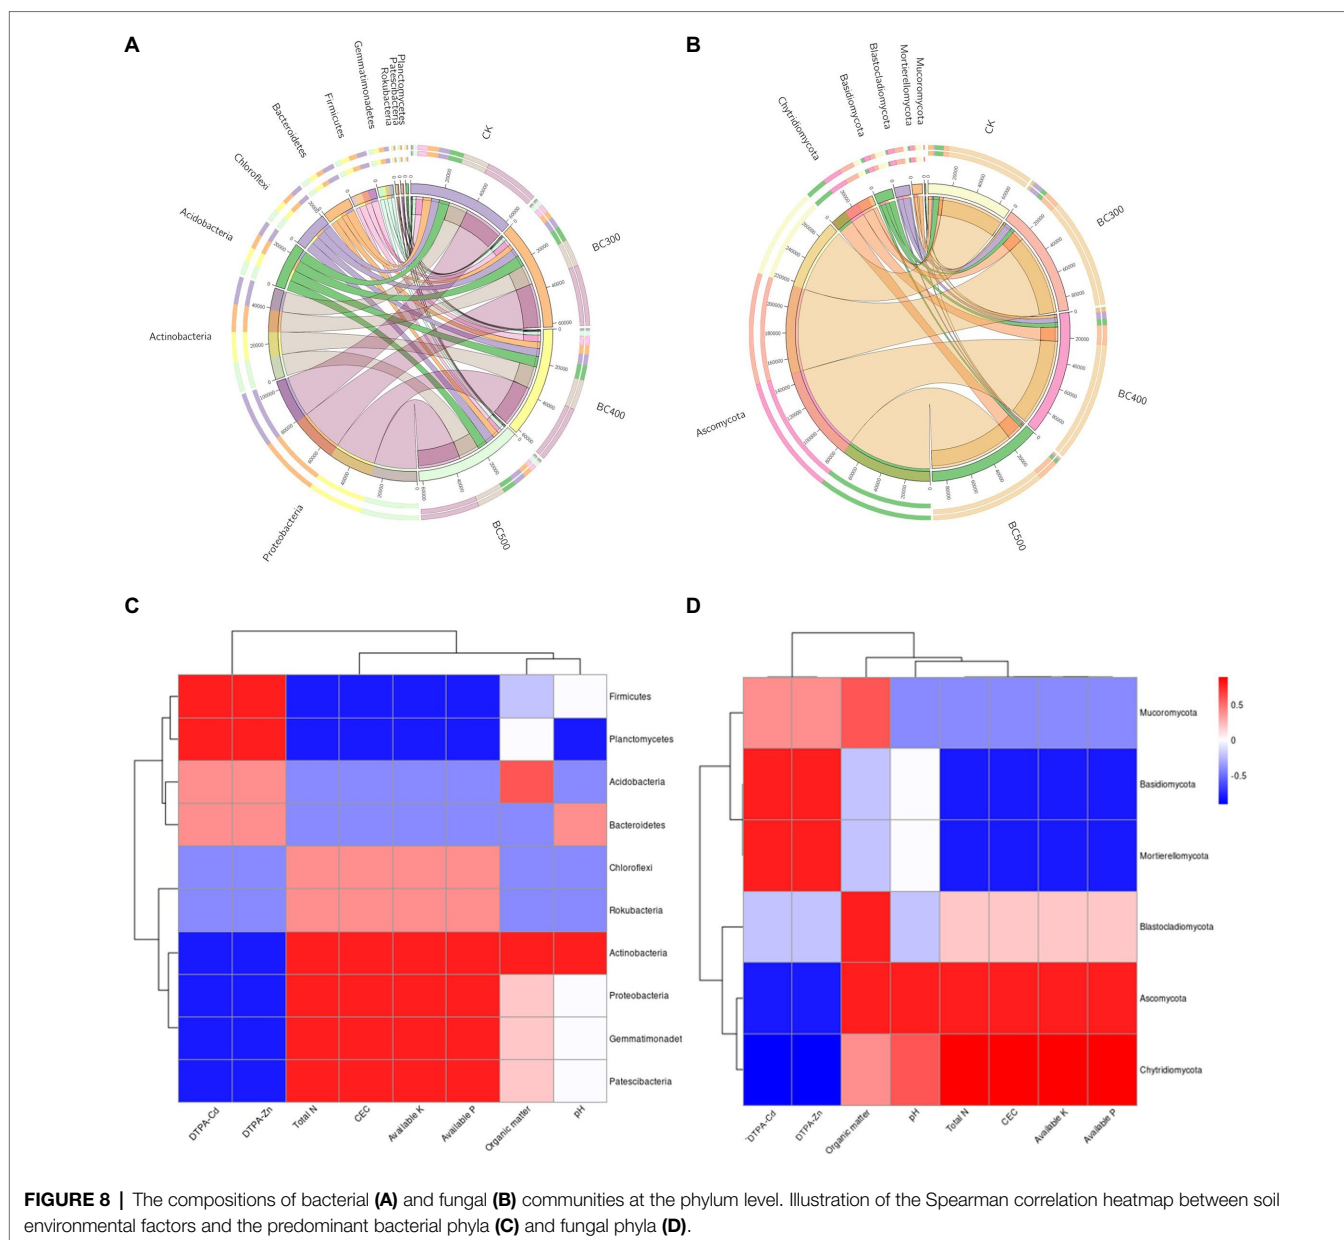 A
B
Planctomycetes
Patescibacteria
Rokubacteria
Gemmatimonadetes
Firmicutes
Bacteroidetes
Chloroflexi
Acidobacteria
Actinobacteria
Proteobacteria
CK
BC300
BC400
BC500
Mucoromycota
Mortierellomycota
Blastocladiomycota
Basidiomycota
Chytridiomycota
Ascomycota
CK
BC300
BC400
BC500
C
D
Firmicutes
Planctomycetes
Acidobacteria
Bacteroidetes
Chloroflexi
Rokubacteria
Actinobacteria
Proteobacteria
Gemmatimonadet
Patescibacteria
DTPA-Cd
DTPA-Zn
Total N
CEC
Available K
Available P
Organic matter
pH
Mucoromycota
Basidiomycota
Mortierellomycota
Blastocladiomycota
Ascomycota
Chytridiomycota
DTPA-Cd
DTPA-Zn
Organic matter
pH
Total N
CEC
Available K
Available P
0.5
0
-0.5
FIGURE 8 | The compositions of bacterial (A) and fungal (B) communities at the phylum level. Illustration of the Spearman correlation heatmap between soil
environmental factors and the predominant bacterial phyla (C) and fungal phyla (D).